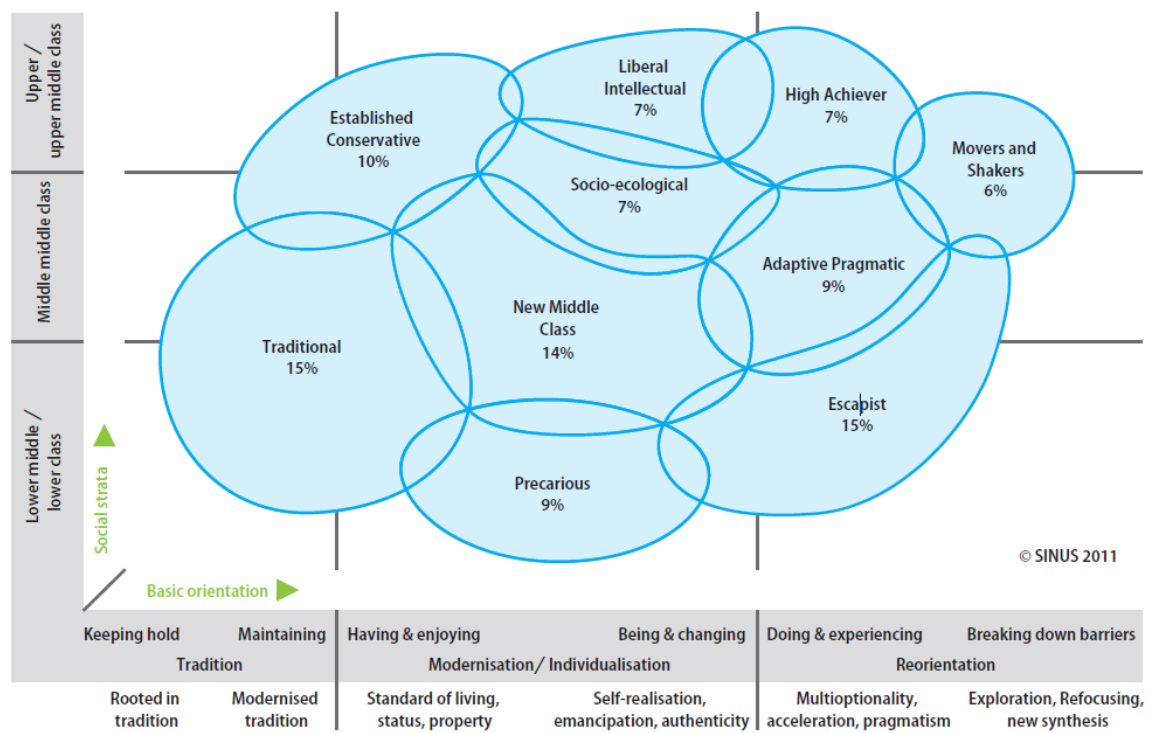 Upper /
upper middle class
Middle middle class
Lower middle /
lower class
Social strata
Basic orientation
Established
Conservative
10%
Liberal
Intellectual
7%
High Achiever
7%
Movers and
Shakers
6%
Socio-ecological
7%
Adaptive Pragmatic
9%
New Middle
Class
14%
Traditional
15%
Escapist
15%
Precarious
9%
© SINUS 2011
Keeping hold
Maintaining
Having & enjoying
Being & changing
Doing & experiencing
Breaking down barriers
Tradition
Modernisation/ Individualisation
Reorientation
Rooted in
tradition
Modernised
tradition
Standard of living,
status, property
Self-realisation,
emancipation, authenticity
Multioptionality,
acceleration, pragmatism
Exploration, Refocusing,
new synthesis